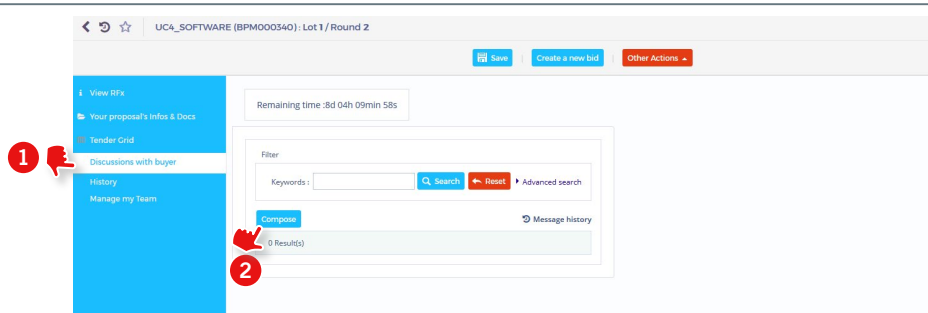 UC4_SOFTWARE (BPM000340) : Lot 1 / Round 2
Save
Create a new bid
Other Actions
View RFx
Remaining time :8d 04h 09min 58s
Your proposal's Infos & Docs
Tender Grid
1
Discussions with buyer
Filter
History
Keywords :
Search
Reset
Advanced search
Manage my Team
Compose
Message history
0 Result(s)
2